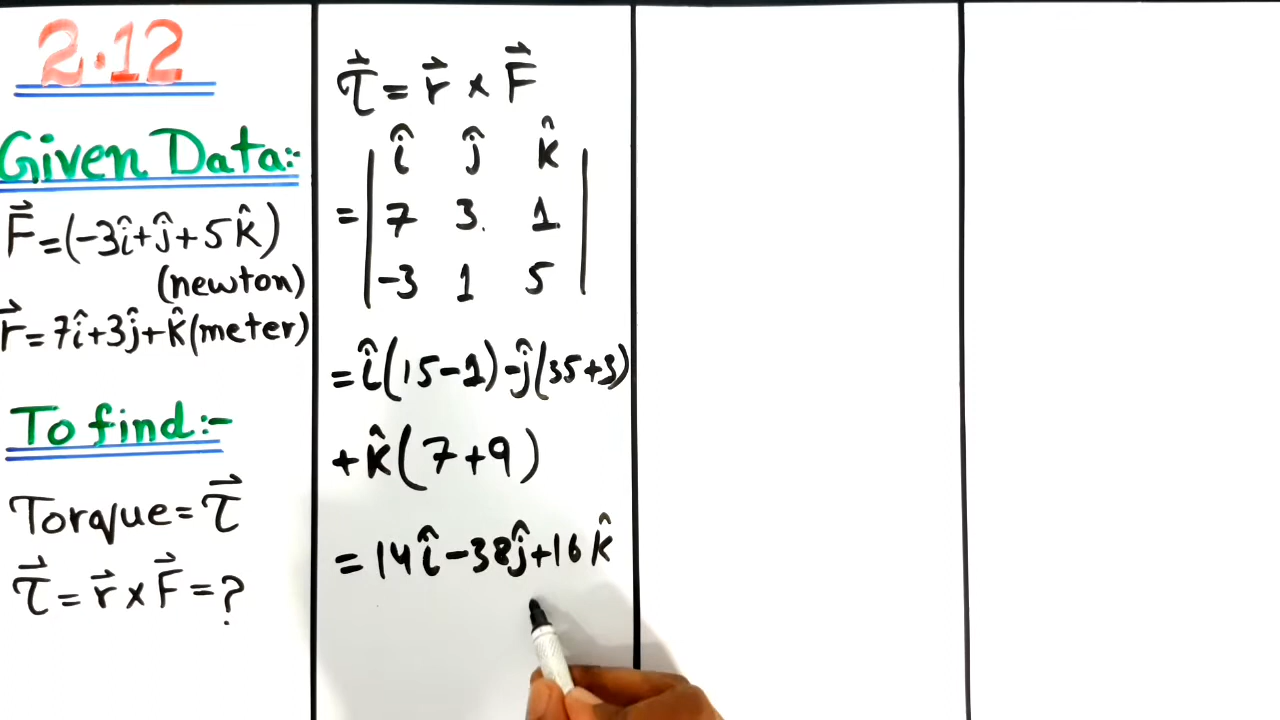 2.12
Given Data:-
F⃗=(-3î+ĵ+5k̂)
(newton)
r⃗=7î+3ĵ+k̂(meter)
To find:-
Torque=τ⃗
τ⃗=r⃗×F⃗=?
τ⃗=r⃗×F⃗
î ĵ k̂
=| 7 3 1 |
-3 1 5
=î(15-1)-ĵ(35+3)
+k̂(7+9)
=14î-38ĵ+16k̂